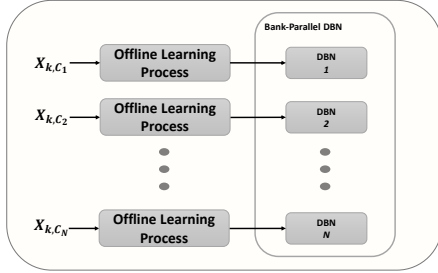 Bank-Parallel DBN
X_{k,C_1}
Offline Learning
Process
DBN
1
X_{k,C_2}
Offline Learning
Process
DBN
2
X_{k,C_N}
Offline Learning
Process
DBN
N